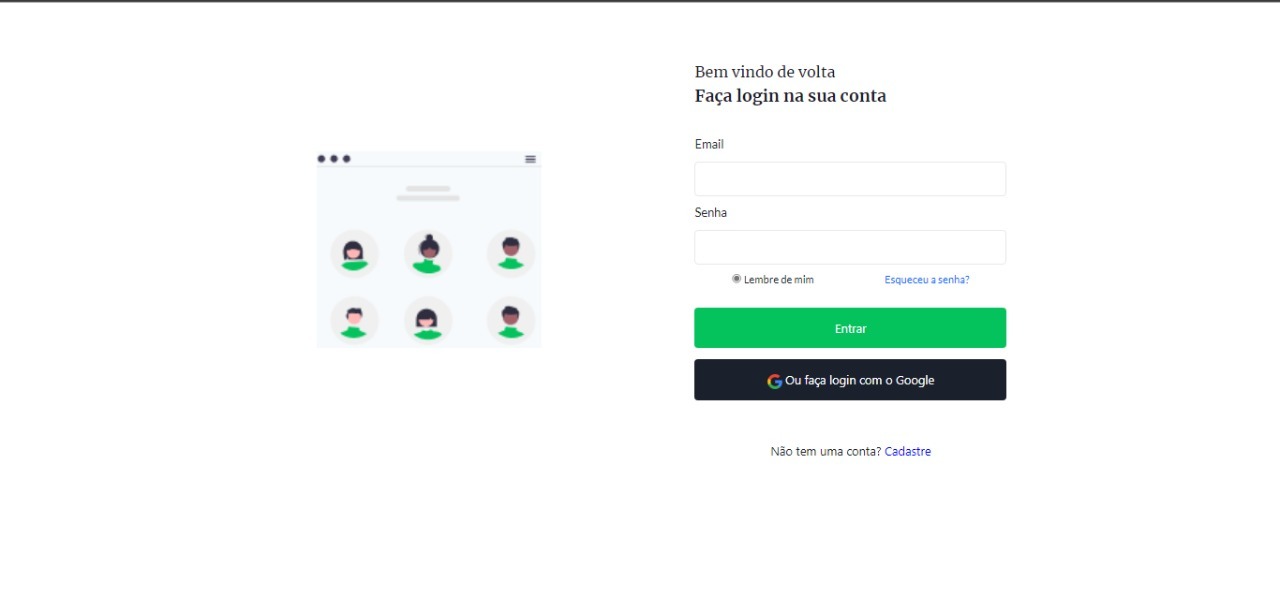 Bem vindo de volta
Faça login na sua conta
Email
Senha
Lembre de mim
Esqueceu a senha?
Entrar
Ou faça login com o Google
Não tem uma conta? Cadastre